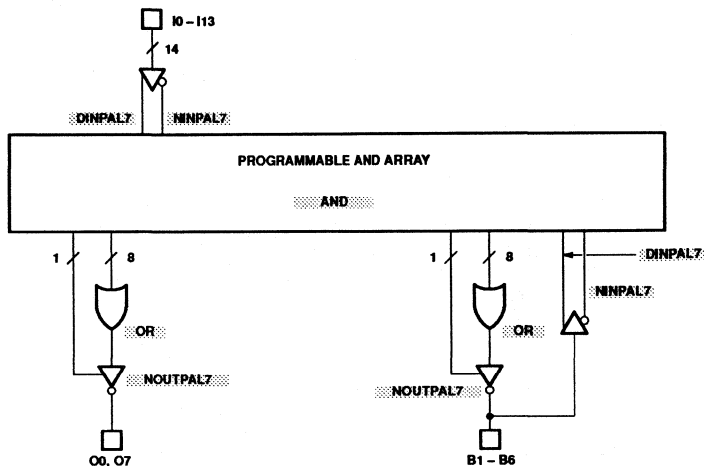 I0 – I13
14
DINPAL7 NINPAL7
PROGRAMMABLE AND ARRAY
AND
1 8 1 8
DINPAL7
NINPAL7
OR OR
NOUTPAL7 NOUTPAL7
O0, O7 B1 – B6